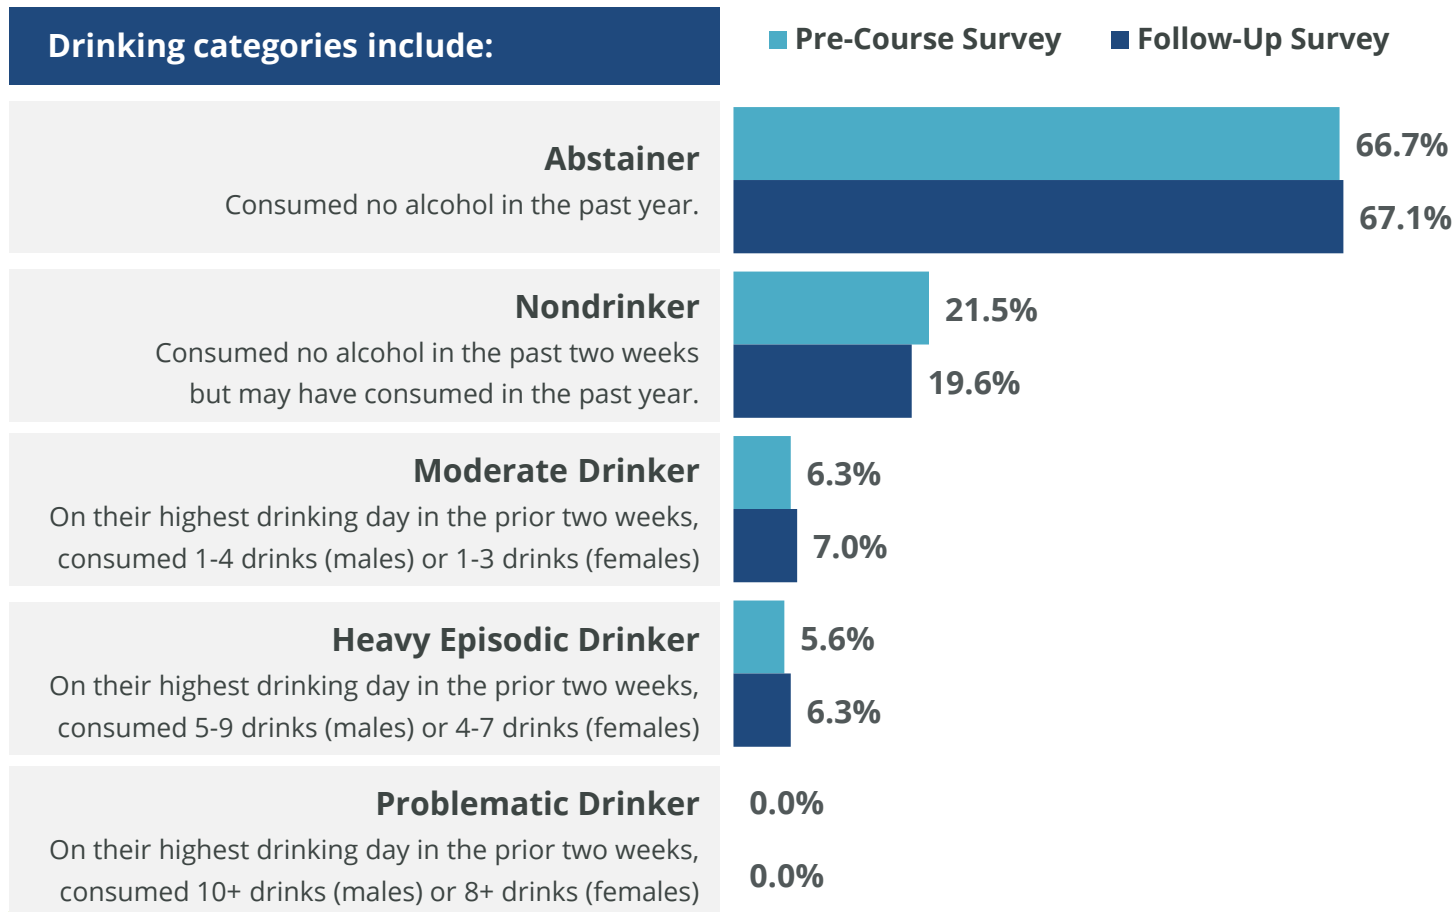 Drinking categories include:
Pre-Course Survey
Follow-Up Survey
Abstainer
Consumed no alcohol in the past year.
66.7%
67.1%
Nondrinker
Consumed no alcohol in the past two weeks
but may have consumed in the past year.
21.5%
19.6%
Moderate Drinker
On their highest drinking day in the prior two weeks,
consumed 1-4 drinks (males) or 1-3 drinks (females)
6.3%
7.0%
Heavy Episodic Drinker
On their highest drinking day in the prior two weeks,
consumed 5-9 drinks (males) or 4-7 drinks (females)
5.6%
6.3%
Problematic Drinker
On their highest drinking day in the prior two weeks,
consumed 10+ drinks (males) or 8+ drinks (females)
0.0%
0.0%